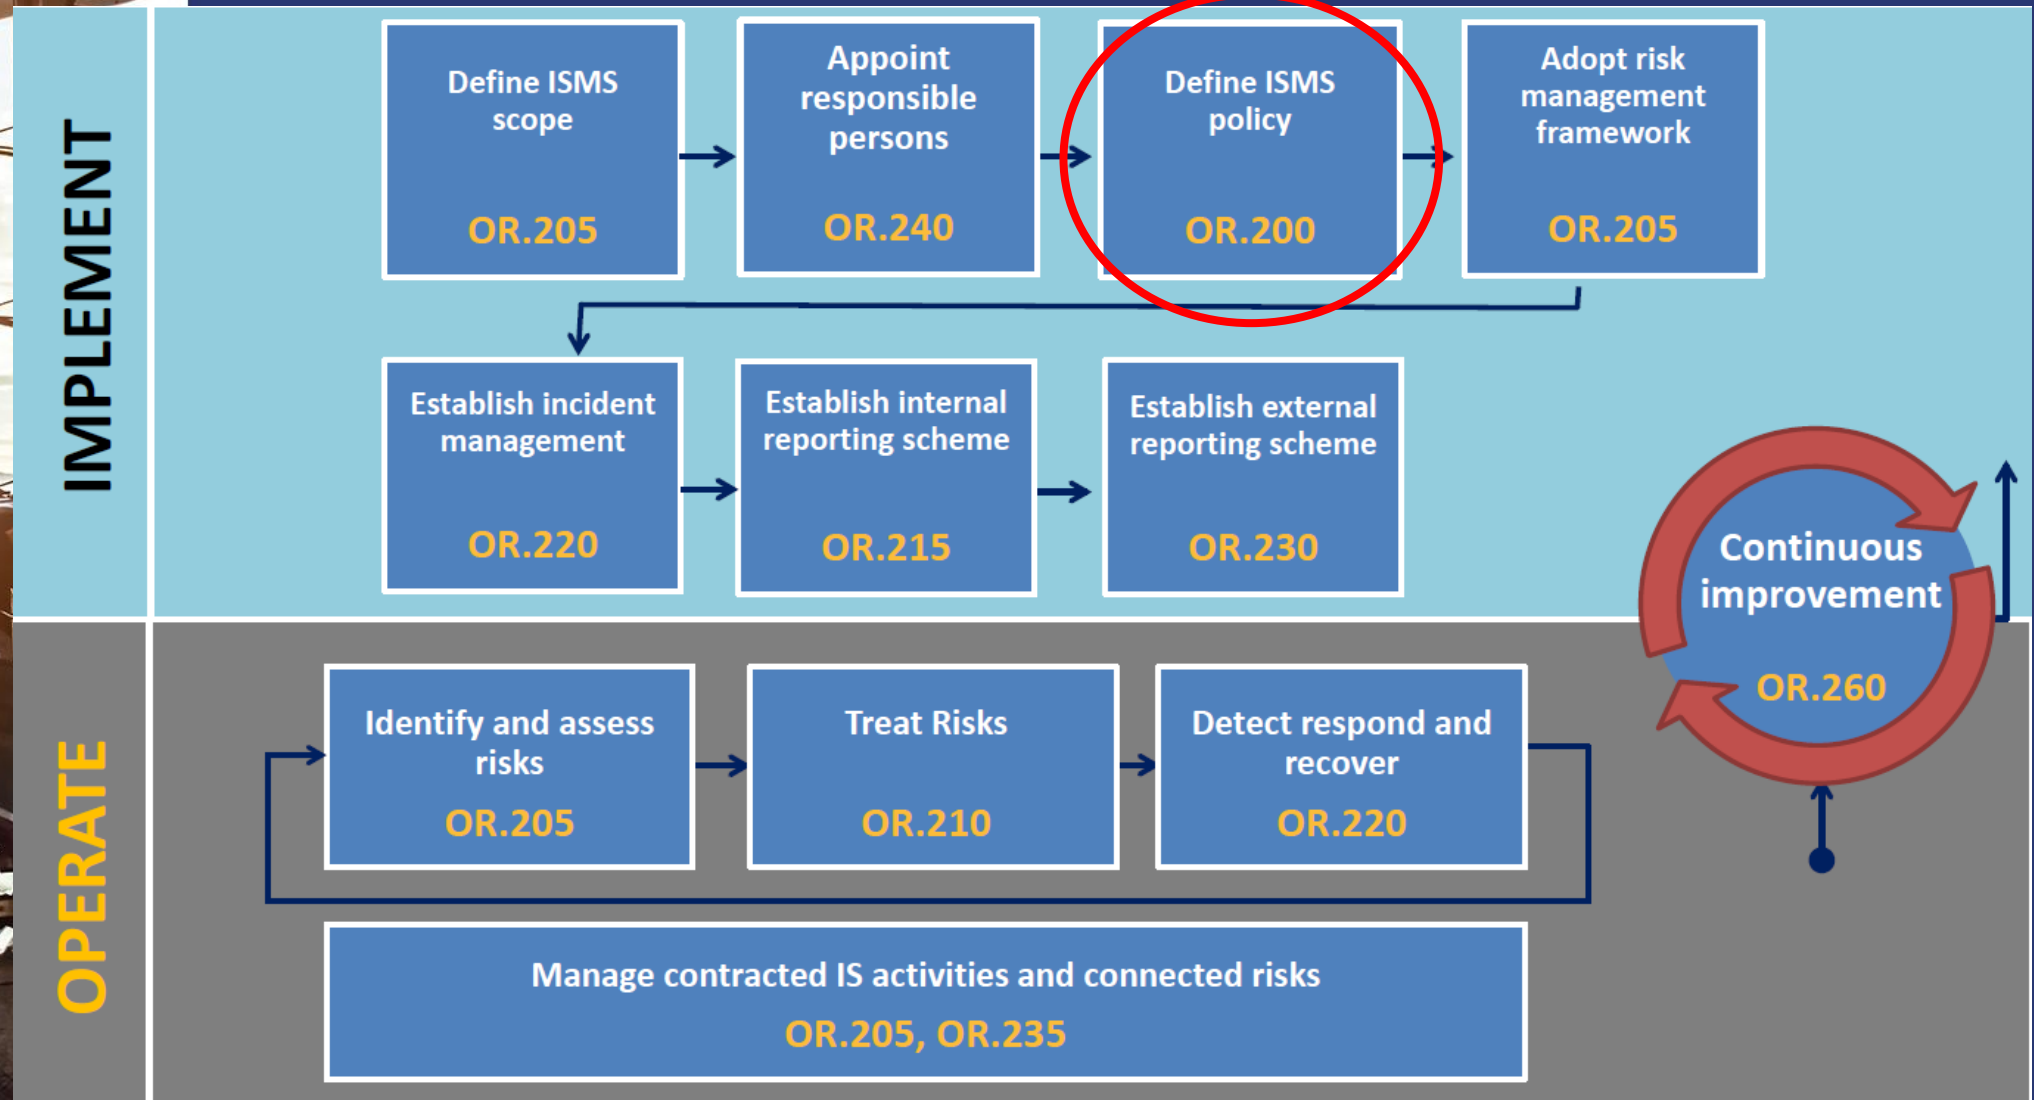 IMPLEMENT
Define ISMS
scope
OR.205
Appoint
responsible
persons
OR.240
Define ISMS
policy
OR.200
Adopt risk
management
framework
OR.205
Establish incident
management
OR.220
Establish internal
reporting scheme
OR.215
Establish external
reporting scheme
OR.230
Continuous
improvement
OR.260
OPERATE
Identify and assess
risks
OR.205
Treat Risks
OR.210
Detect respond and
recover
OR.220
Manage contracted IS activities and connected risks
OR.205, OR.235